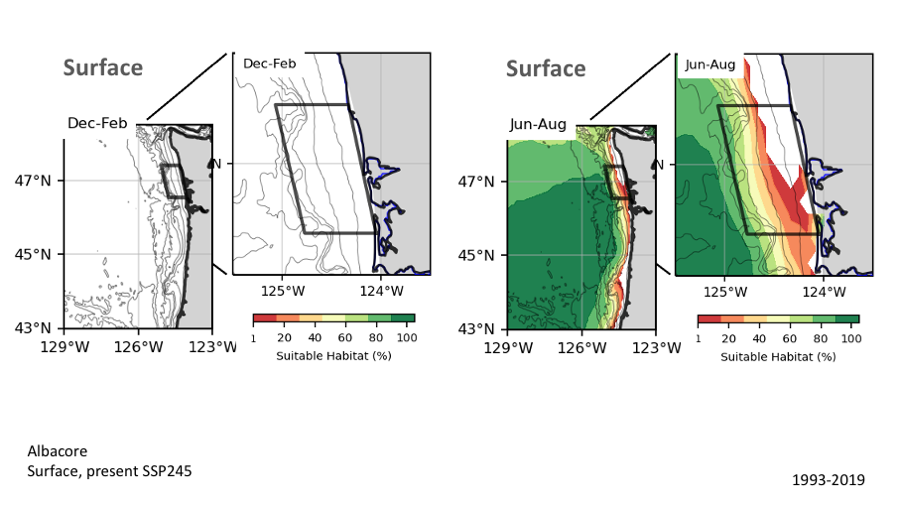 Surface
Dec-Feb
Dec-Feb
47°N
45°N
43°N
129°W 126°W 123°W
N
125°W 124°W
1 20 40 60 80 100
Suitable Habitat (%)
Surface
Jun-Aug
Jun-Aug
47°N
45°N
43°N
129°W 126°W 123°W
N
125°W 124°W
1 20 40 60 80 100
Suitable Habitat (%)
Albacore
Surface, present SSP245
1993-2019